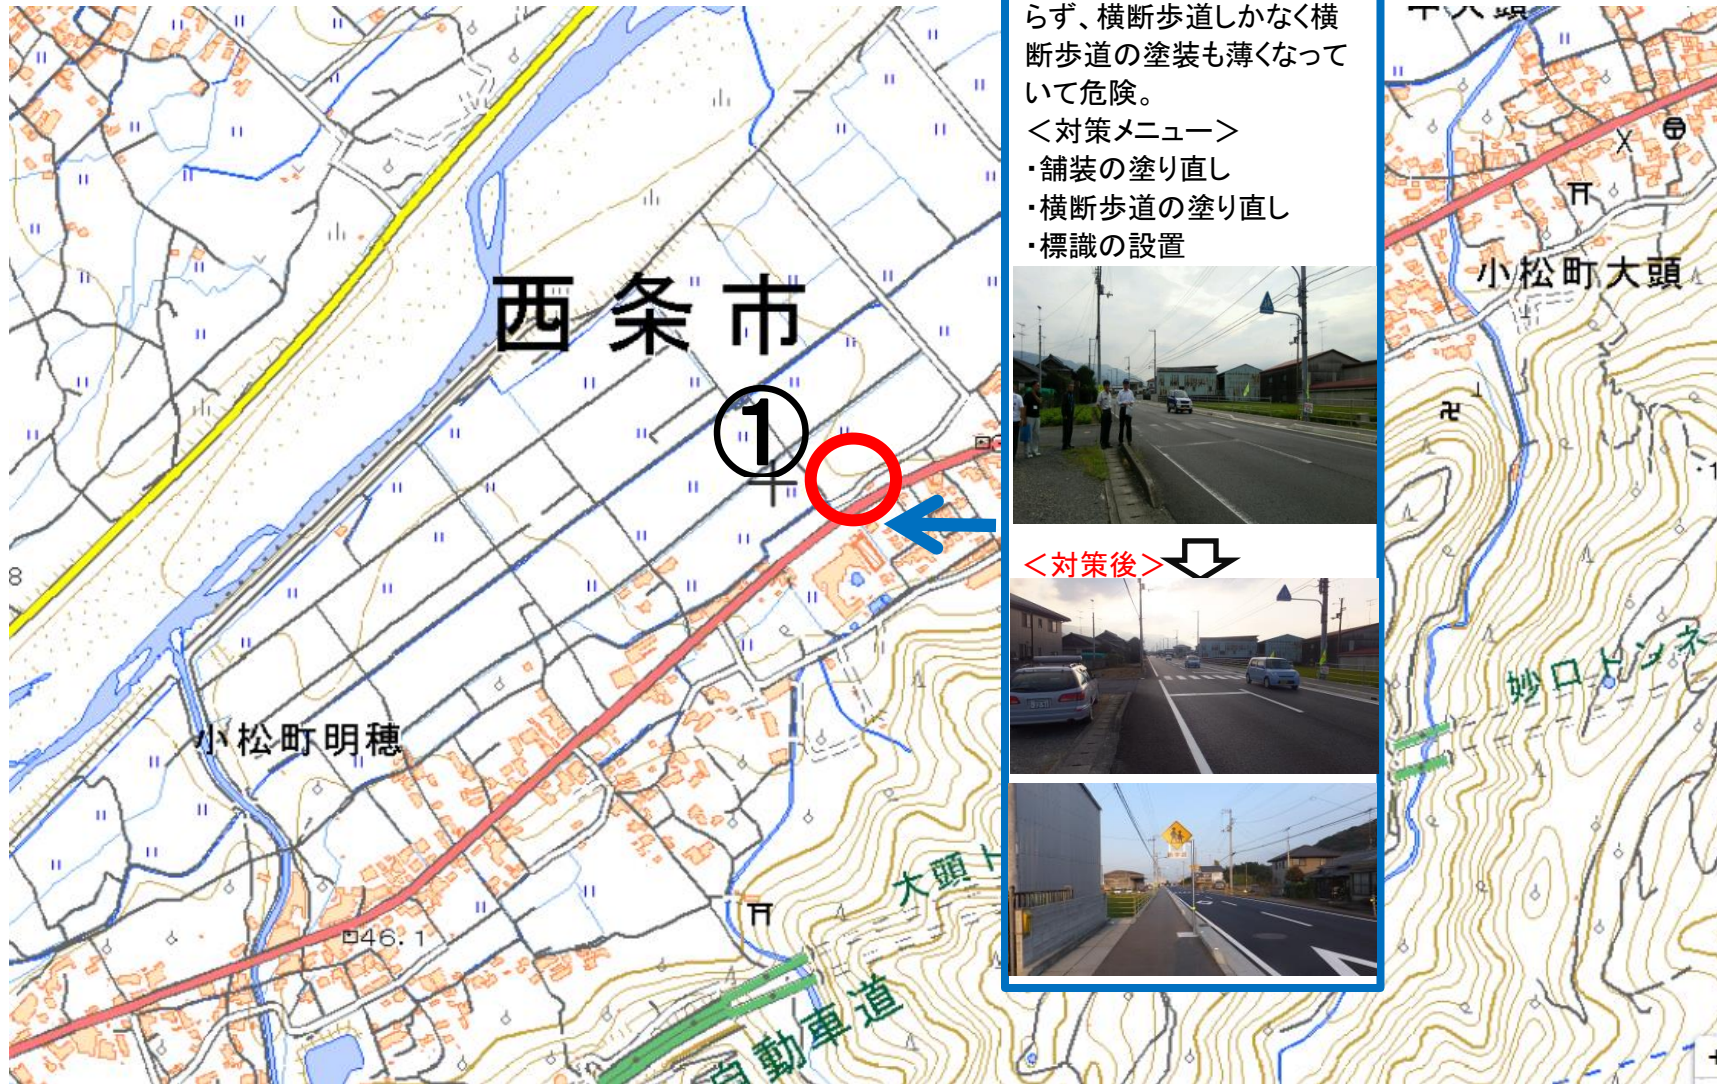 らず、横断歩道しかなく横
断歩道の塗装も薄くなって
いて危険。
＜対策メニュー＞
・舗装の塗り直し
・横断歩道の塗り直し
・標識の設置
＜対策後＞
西条市
①
小松町大頭
小松町明穂
妙口トンネ
大頭ト
自動車道
46.1
8